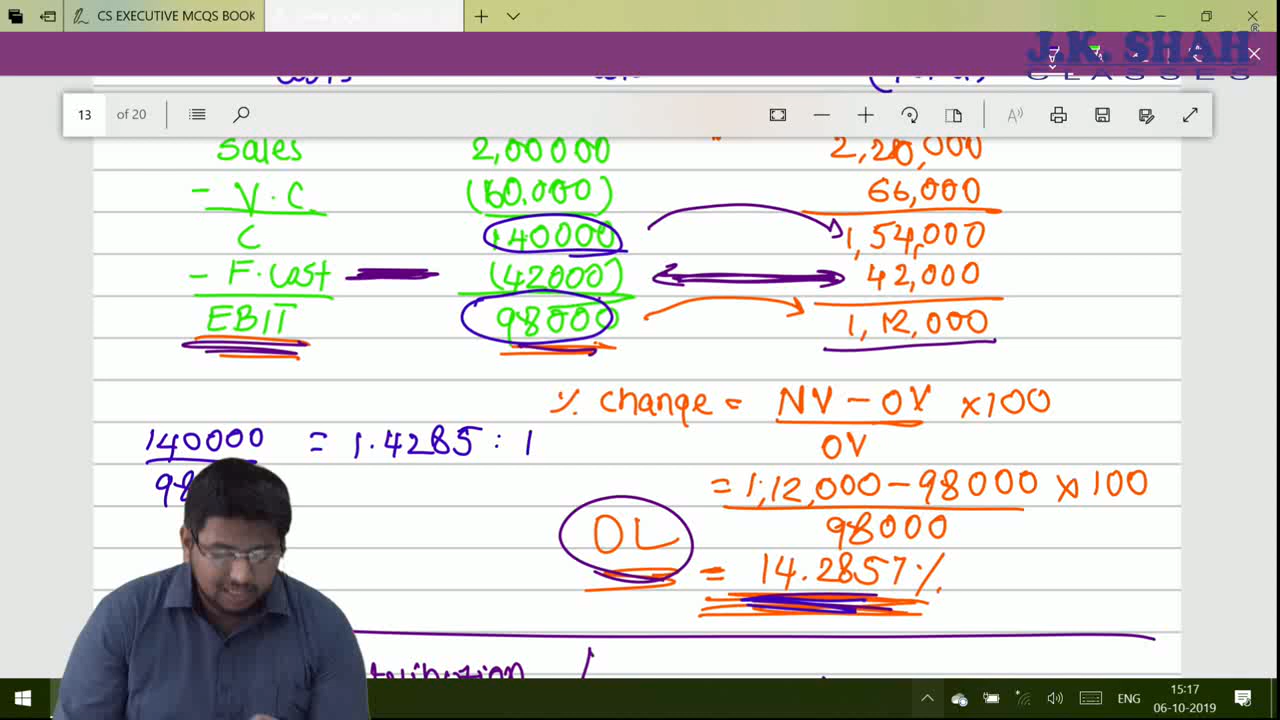 CS EXECUTIVE MCQS BOOK
J.K. SHAH ®
CLASSES
13 of 20
Sales 2,00000 2,20,000
- V.C (60.000) 66,000
C 140000 1,54,000
- F.Cost (42000) 42,000
EBIT 98000 1,12,000
% change = NV - OV x100
OV
140000 = 1.4285 : 1
= 1,12,000 - 98000 x 100
98000
OL
= 14.2857%
ENG
15:17
06-10-2019